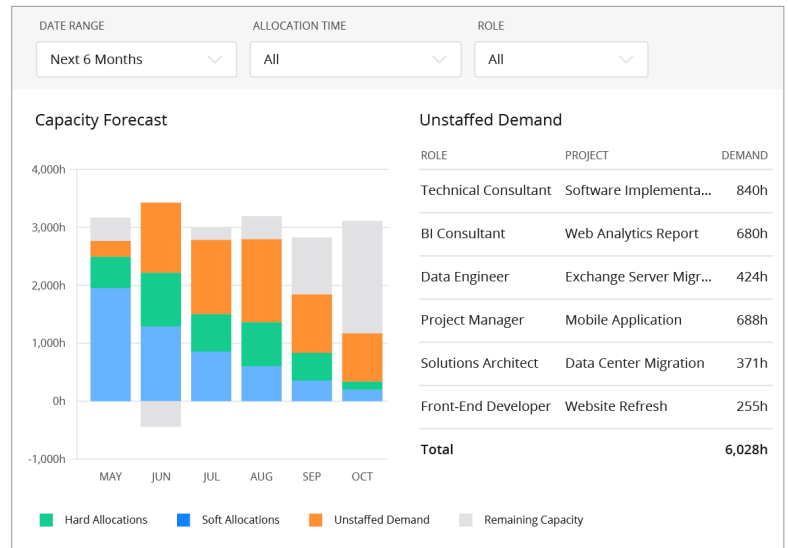 DATE RANGE ALLOCATION TIME ROLE
Next 6 Months All All
Capacity Forecast
4,000h
3,000h
2,000h
1,000h
0h
-1,000h
MAY JUN JUL AUG SEP OCT
Hard Allocations Soft Allocations Unstaffed Demand Remaining Capacity
Unstaffed Demand
ROLE PROJECT DEMAND
Technical Consultant Software Implementa... 840h
BI Consultant Web Analytics Report 680h
Data Engineer Exchange Server Migr... 424h
Project Manager Mobile Application 688h
Solutions Architect Data Center Migration 371h
Front-End Developer Website Refresh 255h
Total 6,028h